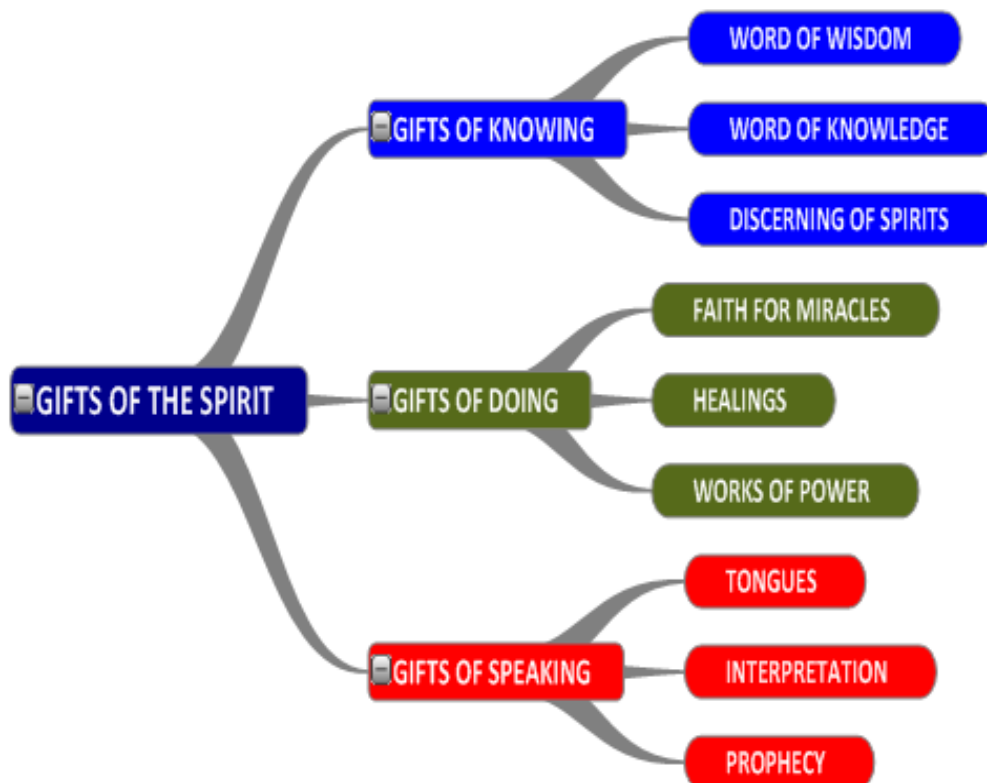 GIFTS OF THE SPIRIT
GIFTS OF KNOWING
WORD OF WISDOM
WORD OF KNOWLEDGE
DISCERNING OF SPIRITS
GIFTS OF DOING
FAITH FOR MIRACLES
HEALINGS
WORKS OF POWER
GIFTS OF SPEAKING
TONGUES
INTERPRETATION
PROPHECY